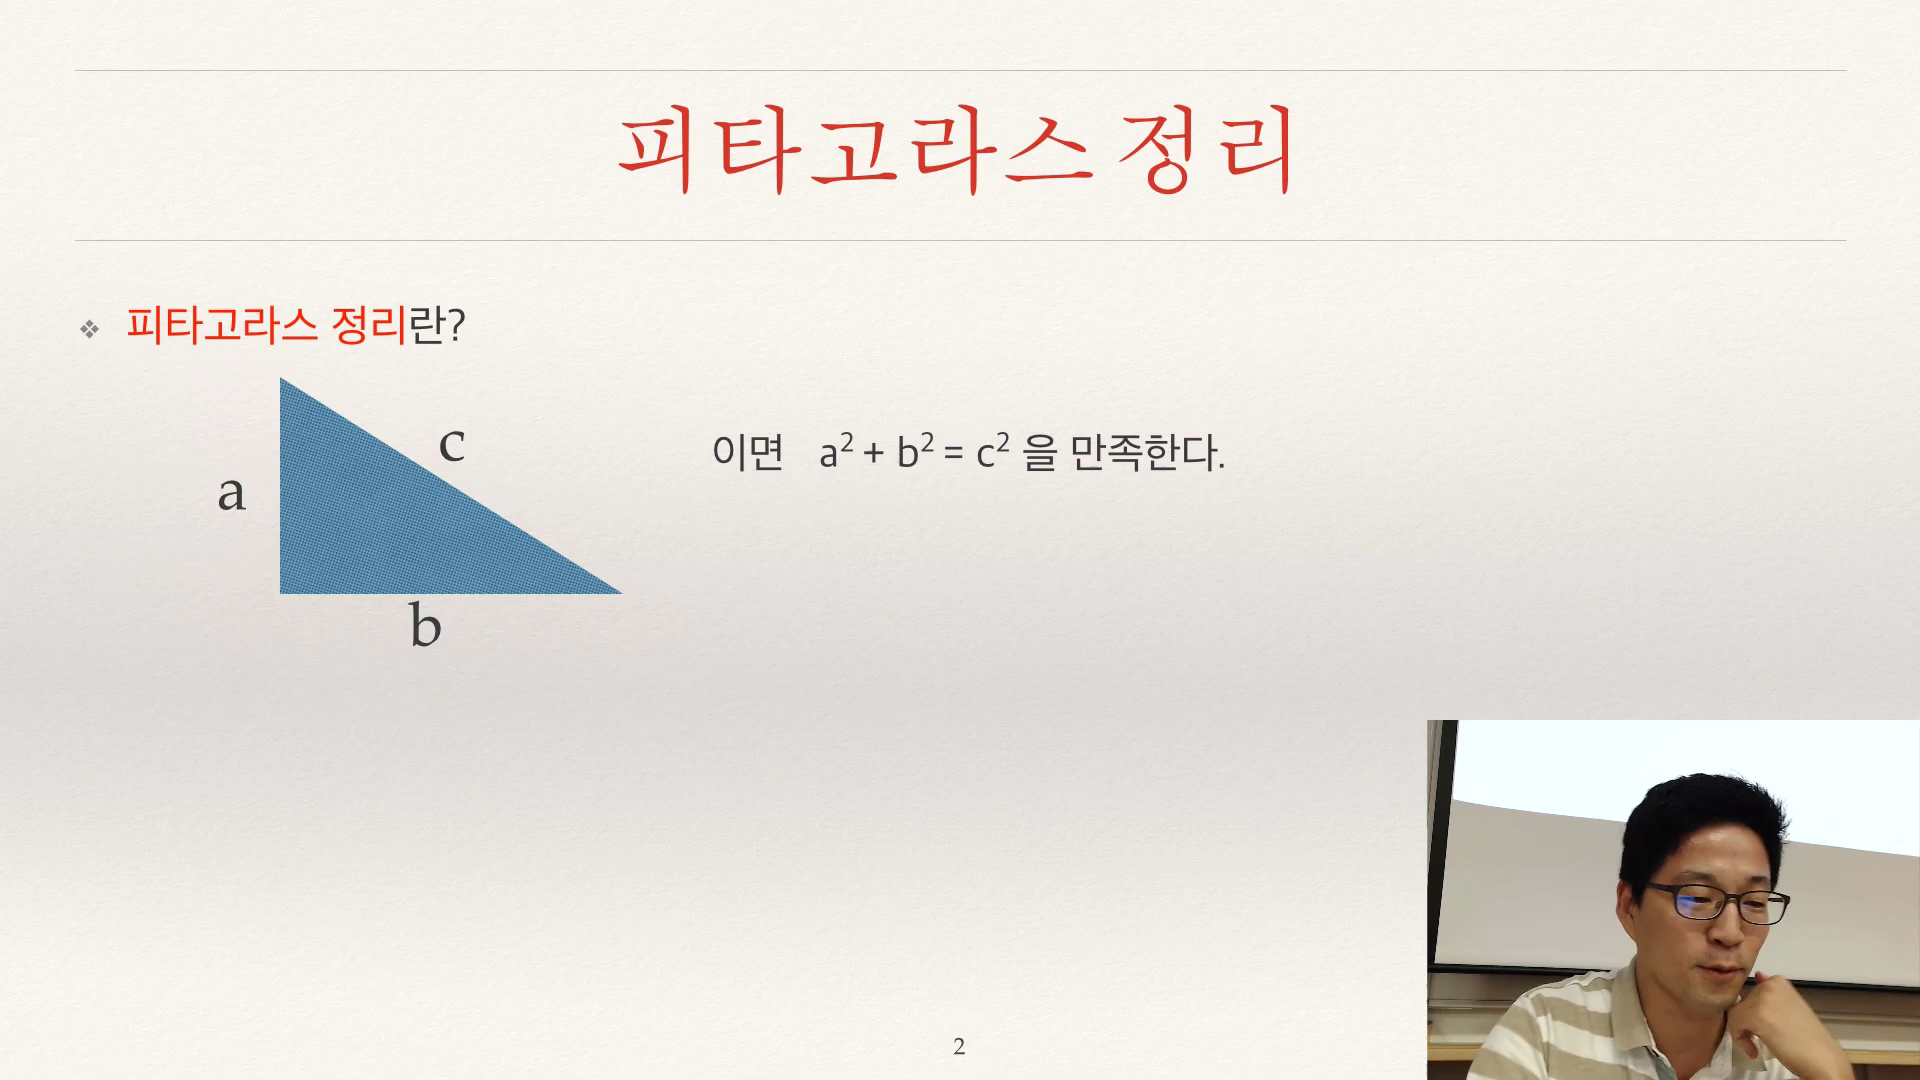 피타고라스 정리
❖ 피타고라스 정리란?
c
이면 a² + b² = c² 을 만족한다.
a
b
2